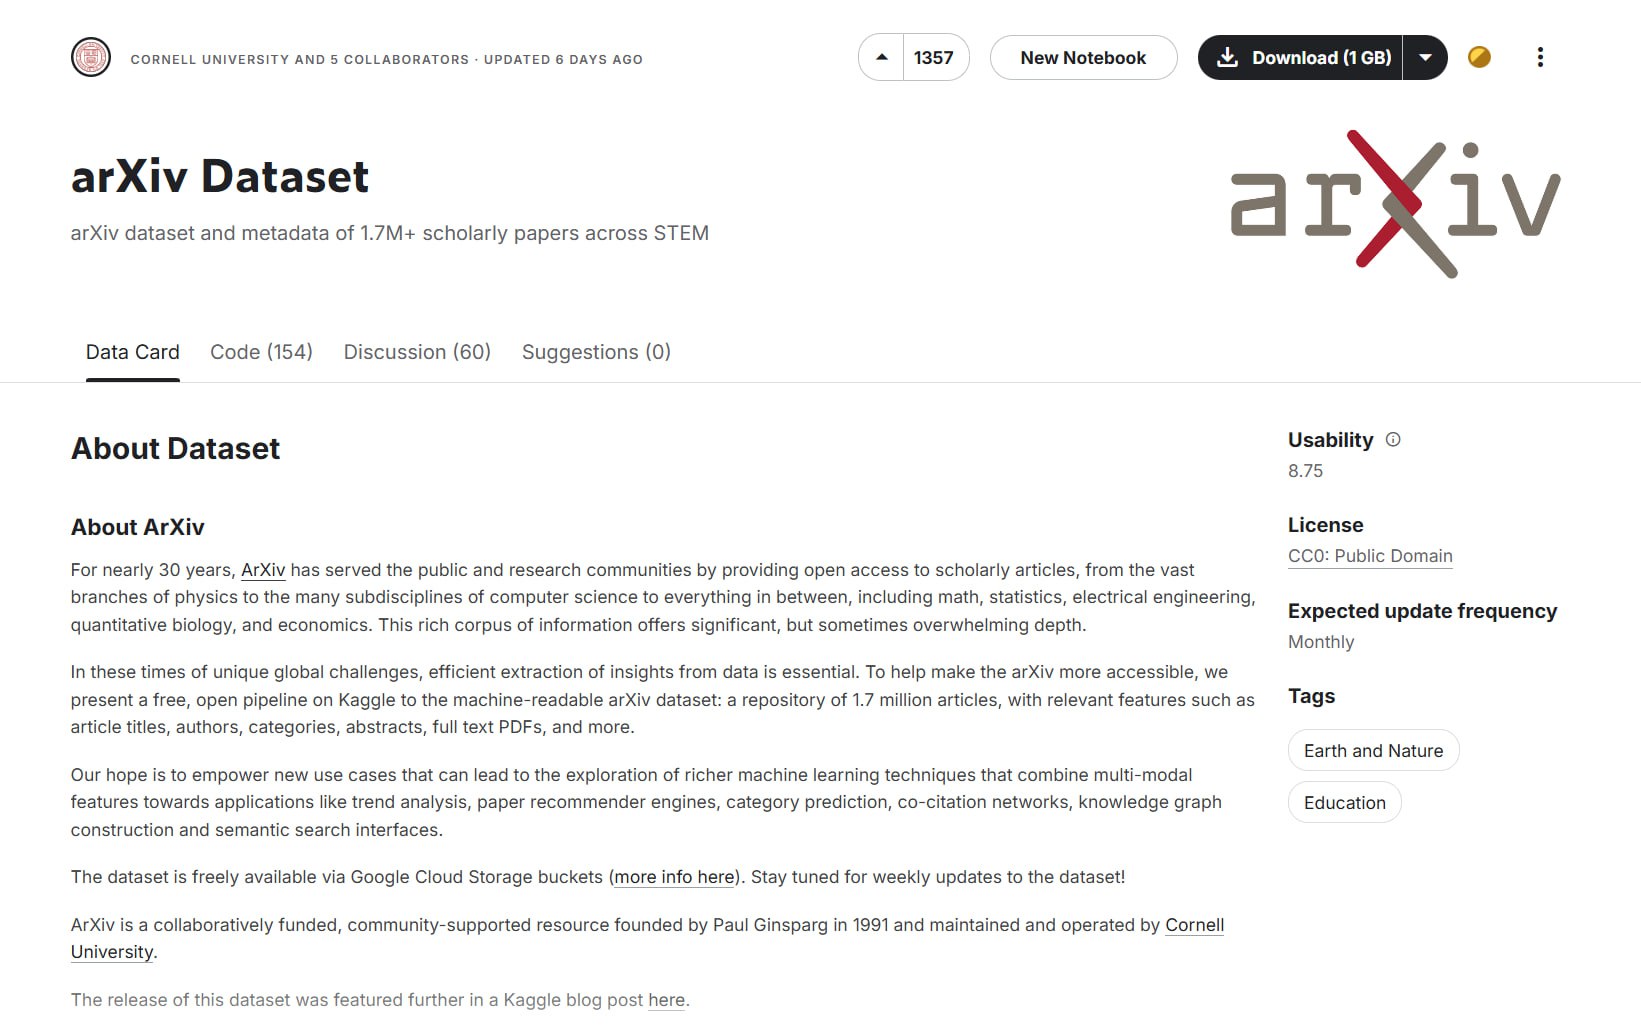 CORNELL UNIVERSITY AND 5 COLLABORATORS · UPDATED 6 DAYS AGO
1357
New Notebook
Download (1 GB)
arXiv Dataset
arXiv dataset and metadata of 1.7M+ scholarly papers across STEM
arXiv
Data Card
Code (154)
Discussion (60)
Suggestions (0)
About Dataset
About ArXiv
For nearly 30 years, ArXiv has served the public and research communities by providing open access to scholarly articles, from the vast
branches of physics to the many subdisciplines of computer science to everything in between, including math, statistics, electrical engineering,
quantitative biology, and economics. This rich corpus of information offers significant, but sometimes overwhelming depth.
In these times of unique global challenges, efficient extraction of insights from data is essential. To help make the arXiv more accessible, we
present a free, open pipeline on Kaggle to the machine-readable arXiv dataset: a repository of 1.7 million articles, with relevant features such as
article titles, authors, categories, abstracts, full text PDFs, and more.
Our hope is to empower new use cases that can lead to the exploration of richer machine learning techniques that combine multi-modal
features towards applications like trend analysis, paper recommender engines, category prediction, co-citation networks, knowledge graph
construction and semantic search interfaces.
The dataset is freely available via Google Cloud Storage buckets (more info here). Stay tuned for weekly updates to the dataset!
ArXiv is a collaboratively funded, community-supported resource founded by Paul Ginsparg in 1991 and maintained and operated by Cornell
University.
The release of this dataset was featured further in a Kaggle blog post here.
Usability
8.75
License
CC0: Public Domain
Expected update frequency
Monthly
Tags
Earth and Nature
Education